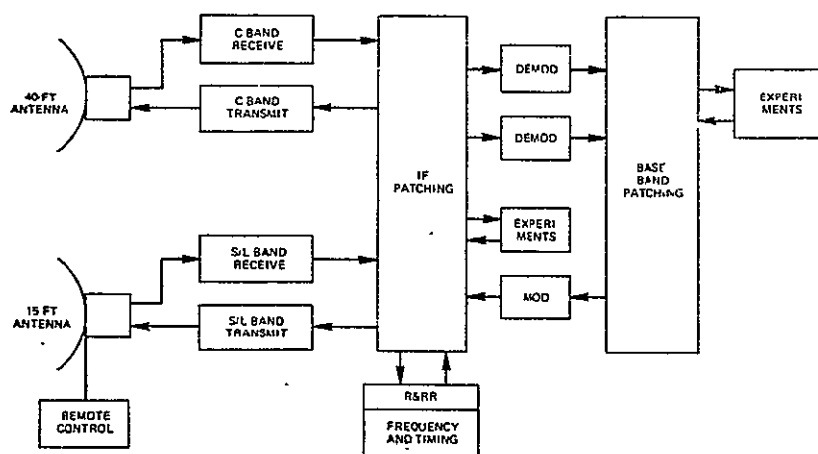 C BAND
RECEIVE
40-FT
ANTENNA
C BAND
TRANSMIT
DEMOD
DEMOD
EXPERI
MENTS
IF
PATCHING
BASE
BAND
PATCHING
EXPERI
MENTS
S/L BAND
RECEIVE
MOD
15 FT
ANTENNA
S/L BAND
TRANSMIT
REMOTE
CONTROL
R&RR
FREQUENCY
AND TIMING